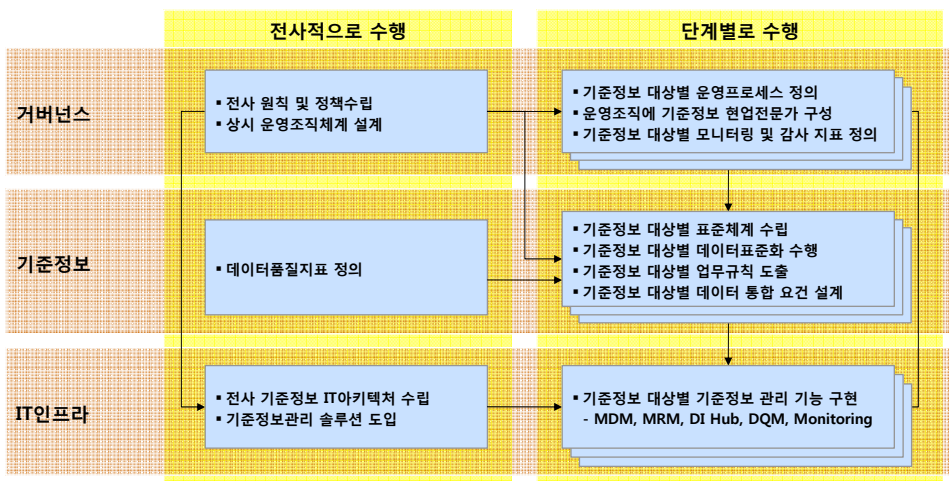 전사적으로 수행
단계별로 수행
거버넌스
▪ 전사 원칙 및 정책수립
▪ 상시 운영조직체계 설계
▪ 기준정보 대상별 운영프로세스 정의
▪ 운영조직에 기준정보 현업전문가 구성
▪ 기준정보 대상별 모니터링 및 감사 지표 정의
기준정보
▪ 데이터품질지표 정의
▪ 기준정보 대상별 표준체계 수립
▪ 기준정보 대상별 데이터표준화 수행
▪ 기준정보 대상별 업무규칙 도출
▪ 기준정보 대상별 데이터 통합 요건 설계
IT인프라
▪ 전사 기준정보 IT아키텍처 수립
▪ 기준정보관리 솔루션 도입
▪ 기준정보 대상별 기준정보 관리 기능 구현
- MDM, MRM, DI Hub, DQM, Monitoring